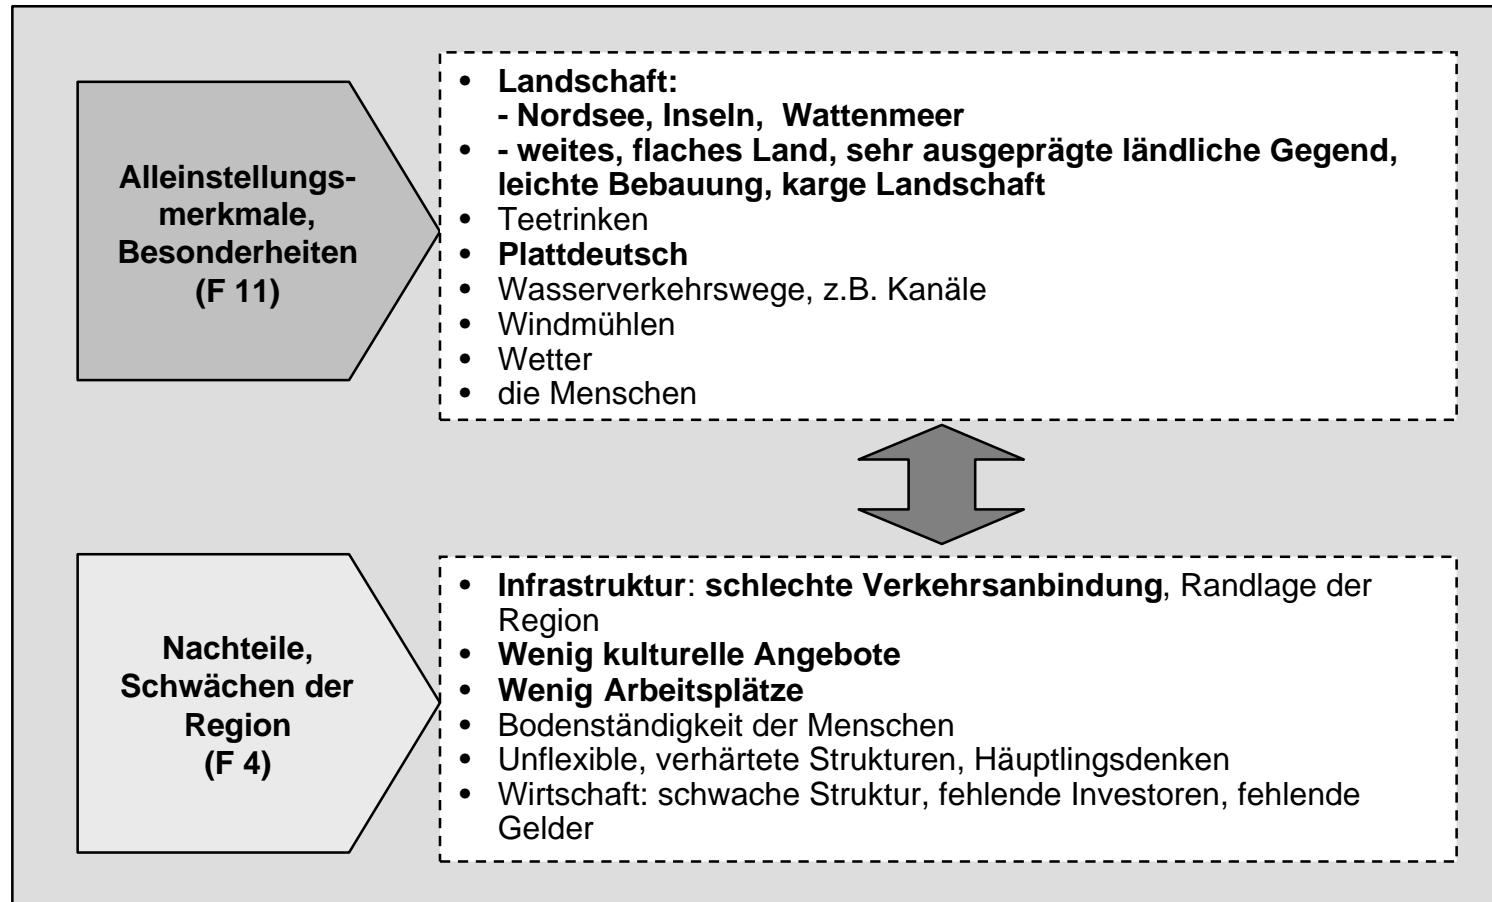 Alleinstellungs-
merkmale,
Besonderheiten
(F 11)
• Landschaft:
- Nordsee, Inseln, Wattenmeer
• - weites, flaches Land, sehr ausgeprägte ländliche Gegend,
leichte Bebauung, karge Landschaft
• Teetrinken
• Plattdeutsch
• Wasserverkehrswege, z.B. Kanäle
• Windmühlen
• Wetter
• die Menschen
Nachteile,
Schwächen der
Region
(F 4)
• Infrastruktur: schlechte Verkehrsanbindung, Randlage der
Region
• Wenig kulturelle Angebote
• Wenig Arbeitsplätze
• Bodenständigkeit der Menschen
• Unflexible, verhärtete Strukturen, Häuptlingsdenken
• Wirtschaft: schwache Struktur, fehlende Investoren, fehlende
Gelder